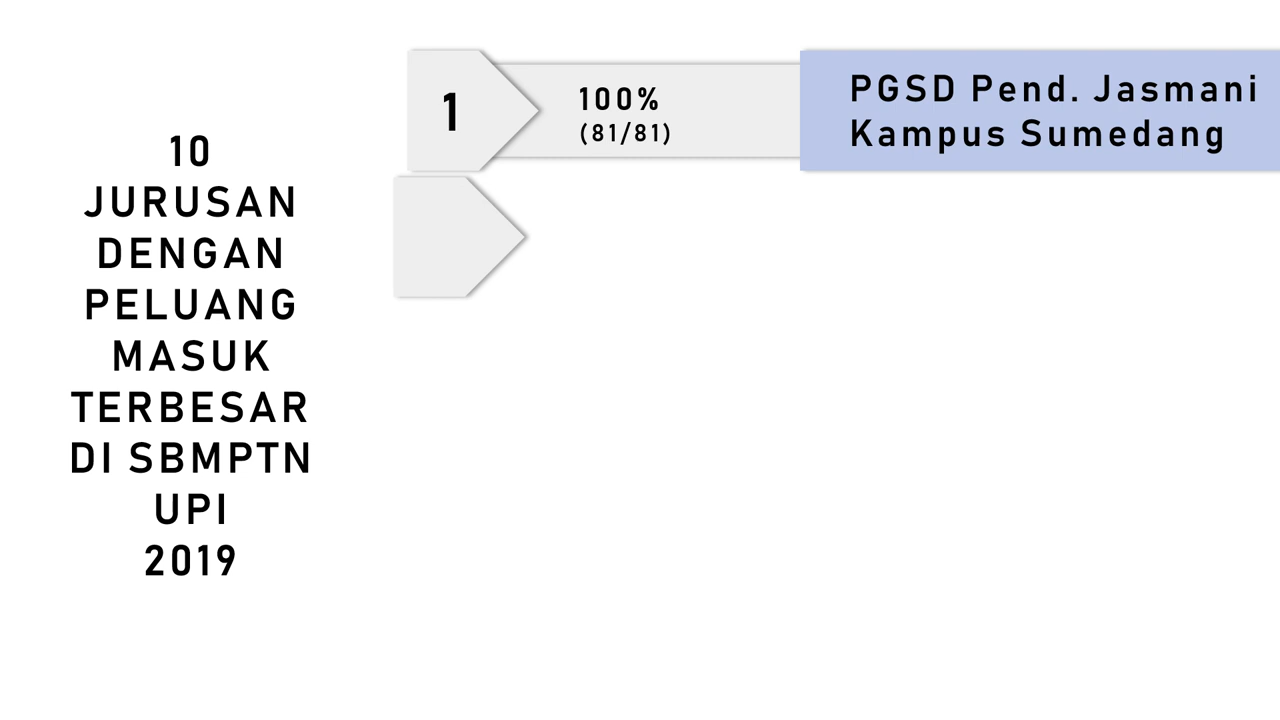 10
JURUSAN
DENGAN
PELUANG
MASUK
TERBESAR
DI SBMPTN
UPI
2019
1
100%
(81/81)
PGSD Pend. Jasmani
Kampus Sumedang